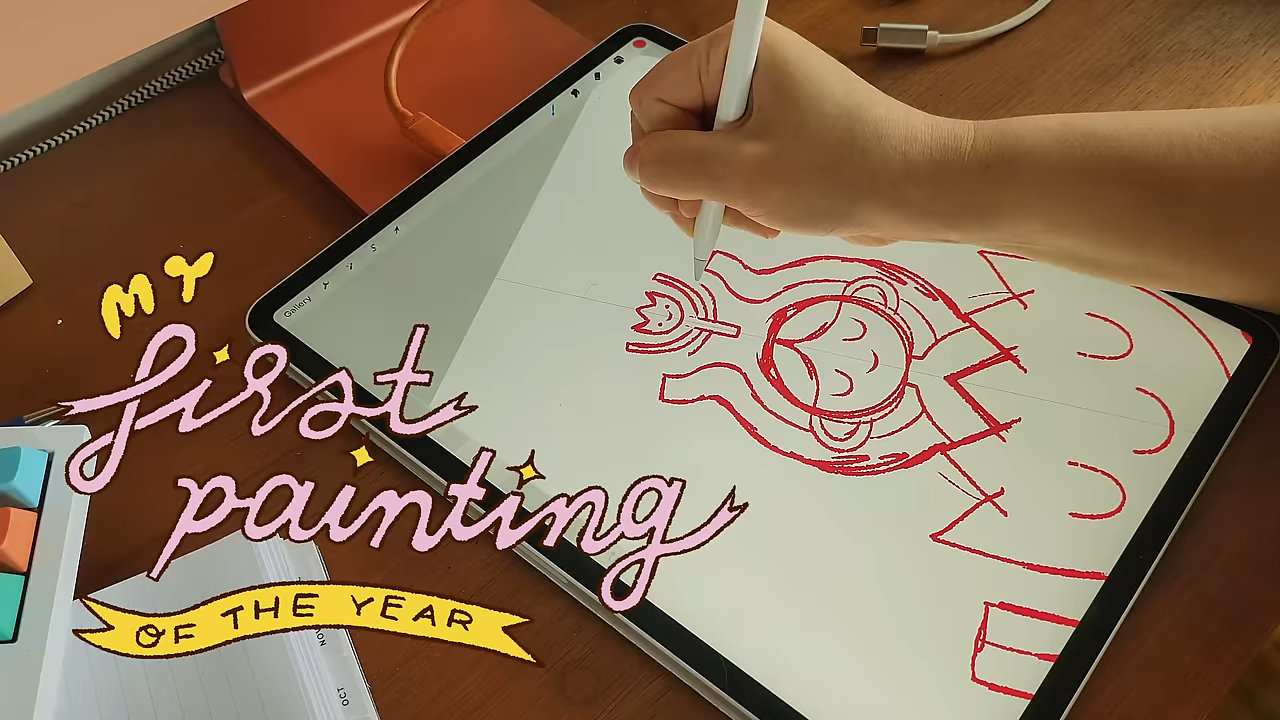 MY
first
painting
OF THE YEAR
Gallery
S
OCT